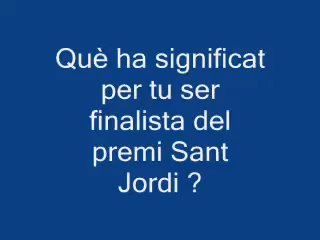 Què ha significat
per tu ser
finalista del
premi Sant
Jordi ?